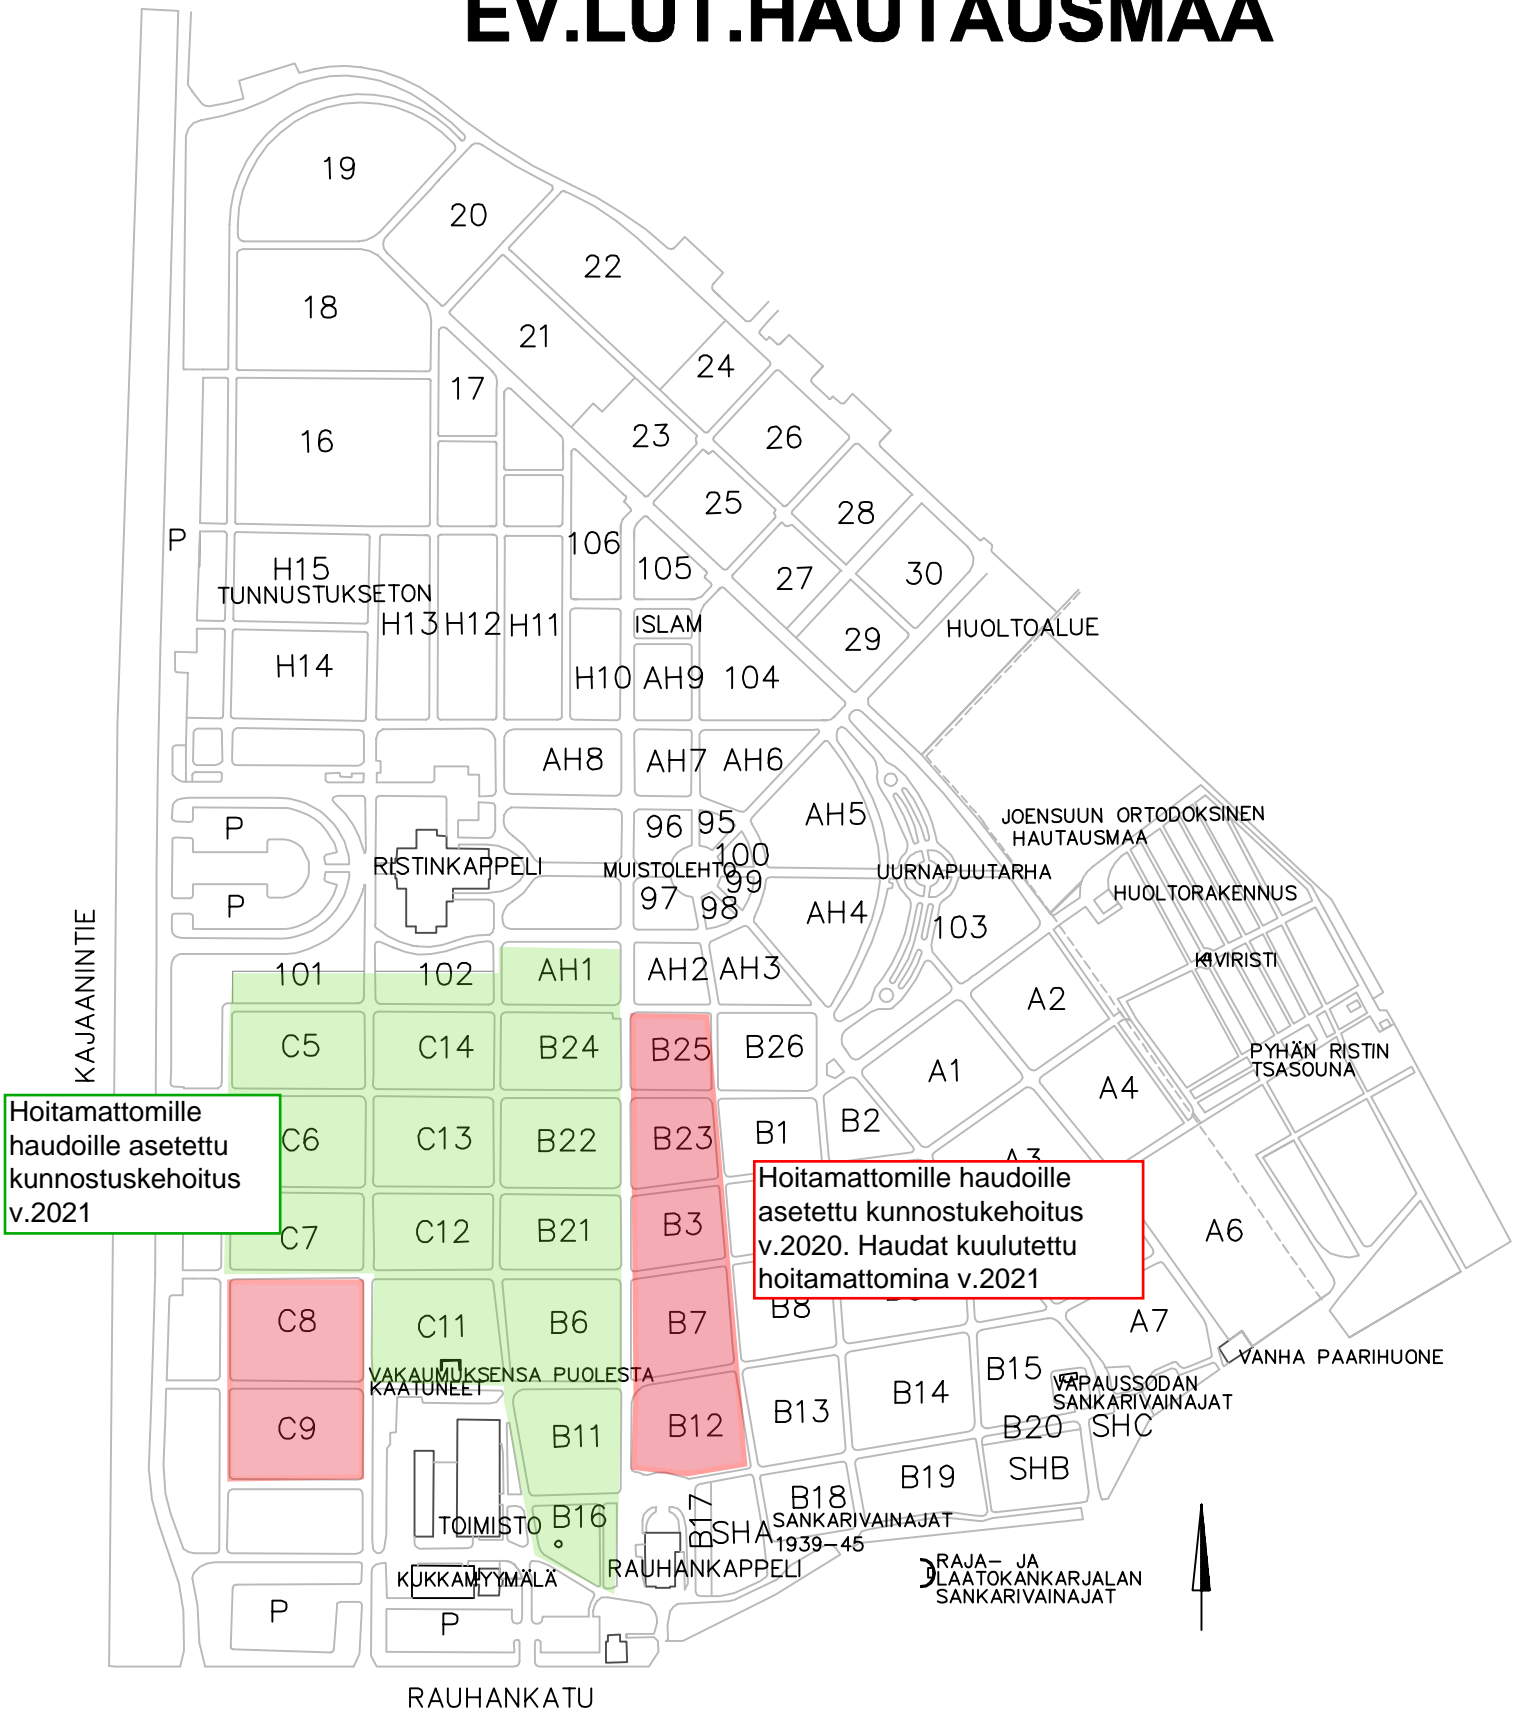 EV.LUT.HAUTAUSMAA
19
20
22
18
21
24
17
16
23
26
25
28
P
106
105
27
30
H15
TUNNUSTUKSETON
H13
H12
H11
ISLAM
29
HUOLTOALUE
H14
H10
AH9
104
AH8
AH7
AH6
AH5
JOENSUUN ORTODOKSINEN
HAUTAUSMAA
P
96
95
100
RISTINKAPPELI
MUISTOLEHTO
99
UURNAPUUTARHA
P
97
98
AH4
103
HUOLTORAKENNUS
KAJAANINTIE
101
102
AH1
AH2
AH3
KIVIRISTI
A2
C5
C14
B24
B25
B26
A1
A4
PYHÄN RISTIN
TSASOUNA
Hoitamattomille
haudoille asetettu
kunnostuskehoitus
v.2021
C6
C13
B22
B23
B1
B2
A3
Hoitamattomille haudoille
asetettu kunnostukehoitus
v.2020. Haudat kuulutettu
hoitamattomina v.2021
C7
C12
B21
B3
A6
C8
C11
B6
B7
B8
A7
VAKAUMUKSENSA PUOLESTA
KAATUNEET
B15
VANHA PAARIHUONE
VAPAUSSODAN
SANKARIVAINAJAT
C9
B11
B12
B13
B14
B20
SHC
SHB
B16
B17
B18
B19
TOIMISTO
SHA
SANKARIVAINAJAT
1939-45
RAUHANKAPPELI
KUKKAMYYMÄLÄ
RAJA- JA
LAATOKANKARJALAN
SANKARIVAINAJAT
P
P
RAUHANKATU